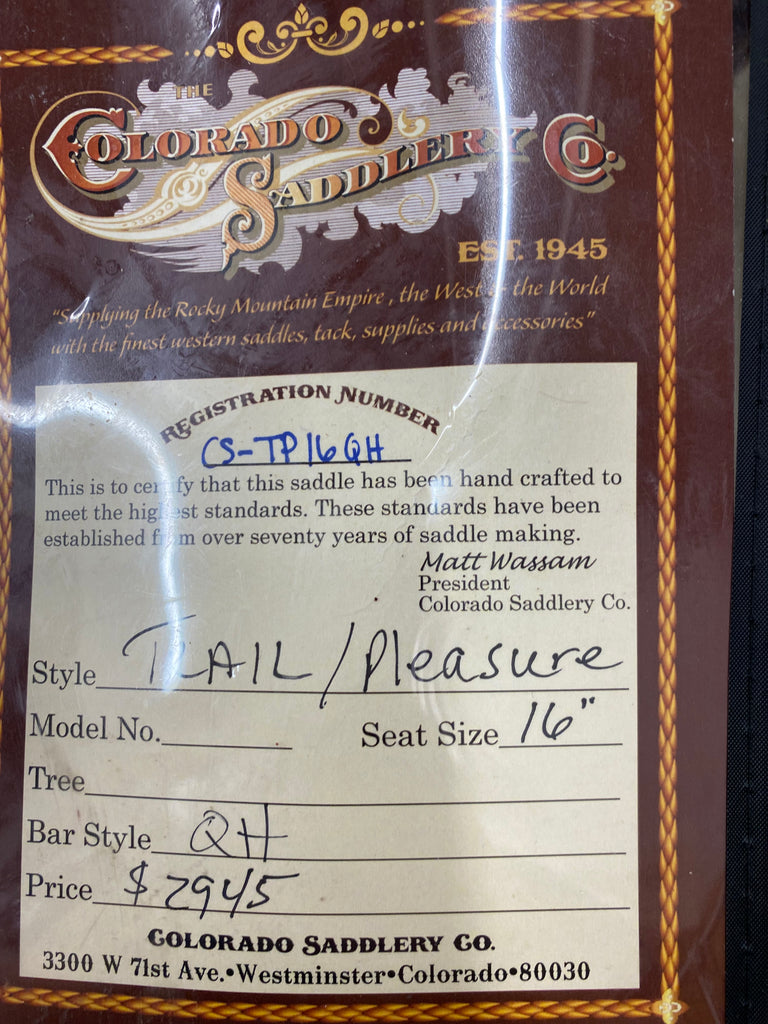 THE
COLORADO
SADDLERY CO.
EST. 1945
"Supplying the Rocky Mountain Empire, the West & the World
with the finest western saddles, tack, supplies and accessories"
REGISTRATION NUMBER
CS-TP16QH
This is to certify that this saddle has been hand crafted to
meet the highest standards. These standards have been
established from over seventy years of saddle making.
Matt Wassam
President
Colorado Saddlery Co.
Style TRAIL/Pleasure
Model No. Seat Size 16"
Tree
Bar Style QH
Price $2945
COLORADO SADDLERY CO.
3300 W 71st Ave.•Westminster•Colorado•80030